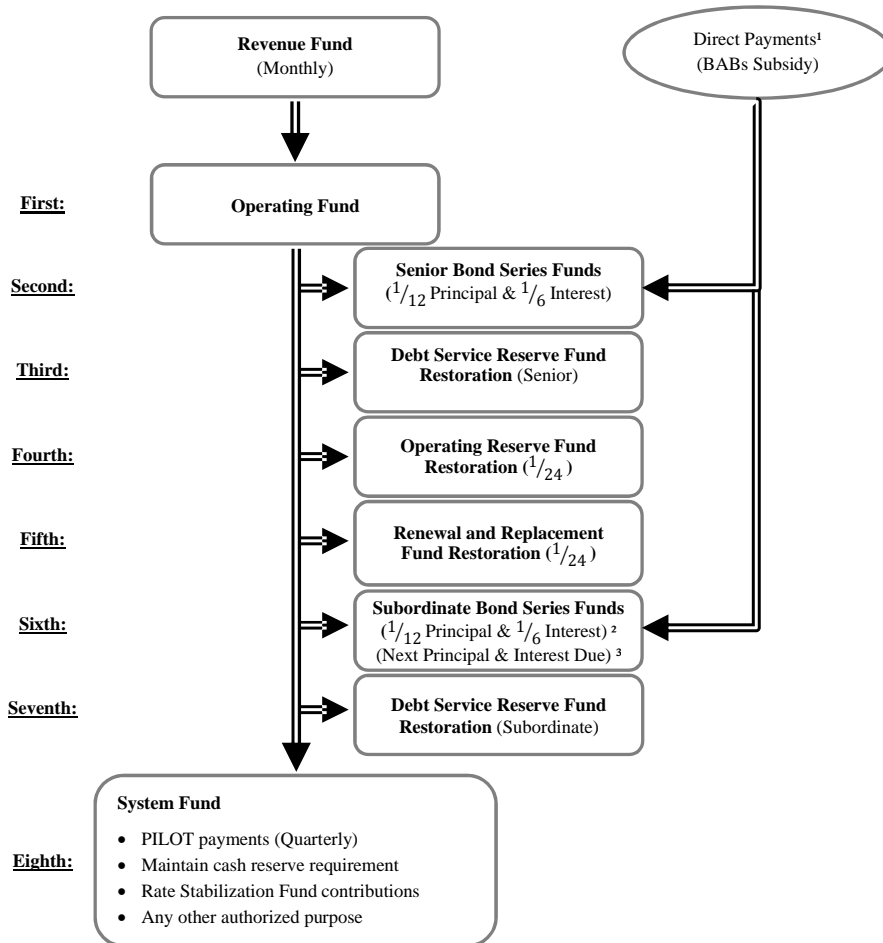 Revenue Fund
(Monthly)
Direct Payments¹
(BABs Subsidy)
First:
Operating Fund
Second:
Senior Bond Series Funds
(1/12 Principal & 1/6 Interest)
Third:
Debt Service Reserve Fund
Restoration (Senior)
Fourth:
Operating Reserve Fund
Restoration (1/24)
Fifth:
Renewal and Replacement
Fund Restoration (1/24)
Sixth:
Subordinate Bond Series Funds
(1/12 Principal & 1/6 Interest) ²
(Next Principal & Interest Due) ³
Seventh:
Debt Service Reserve Fund
Restoration (Subordinate)
Eighth:
System Fund
• PILOT payments (Quarterly)
• Maintain cash reserve requirement
• Rate Stabilization Fund contributions
• Any other authorized purpose